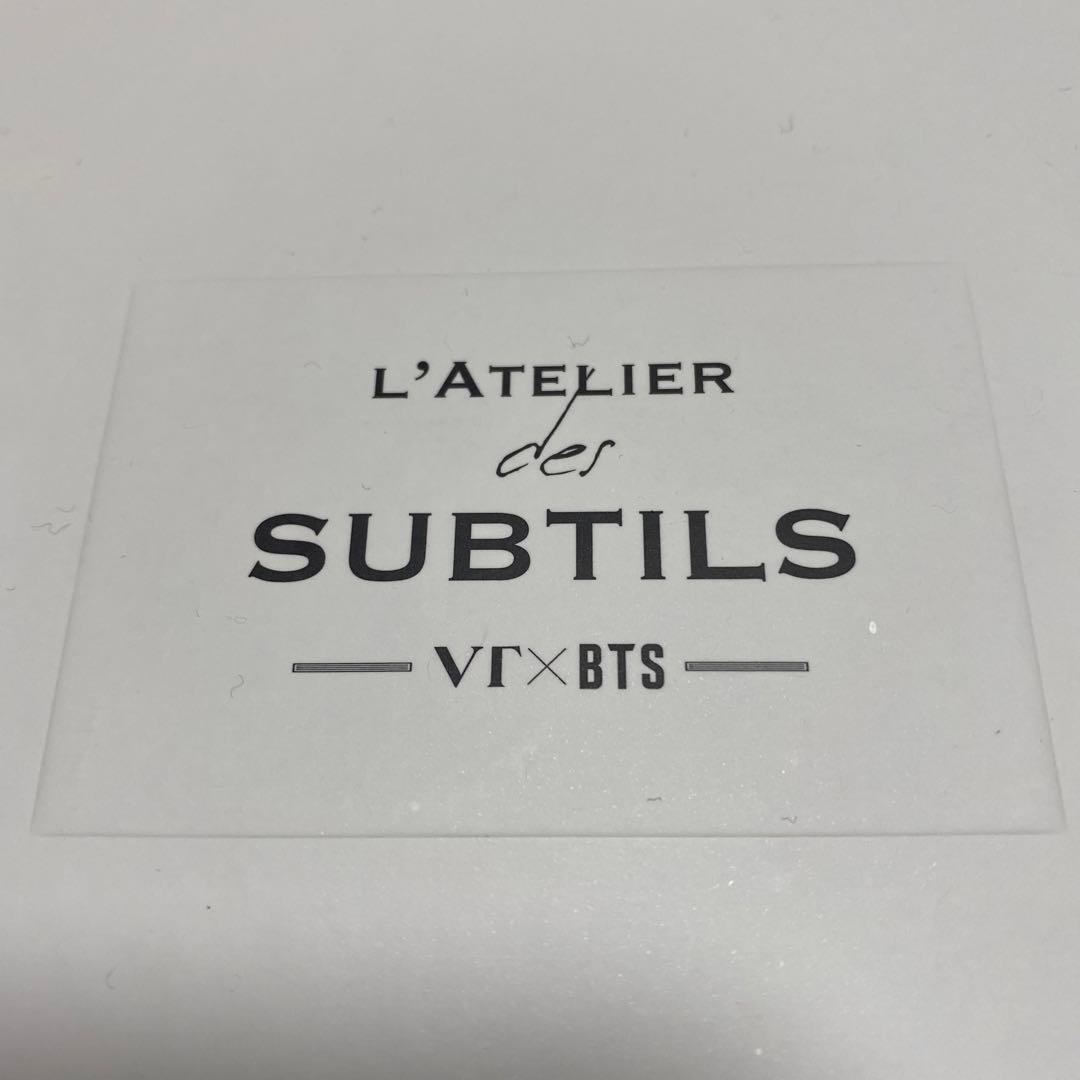 L'ATELIER
des
SUBTILS
VT×BTS